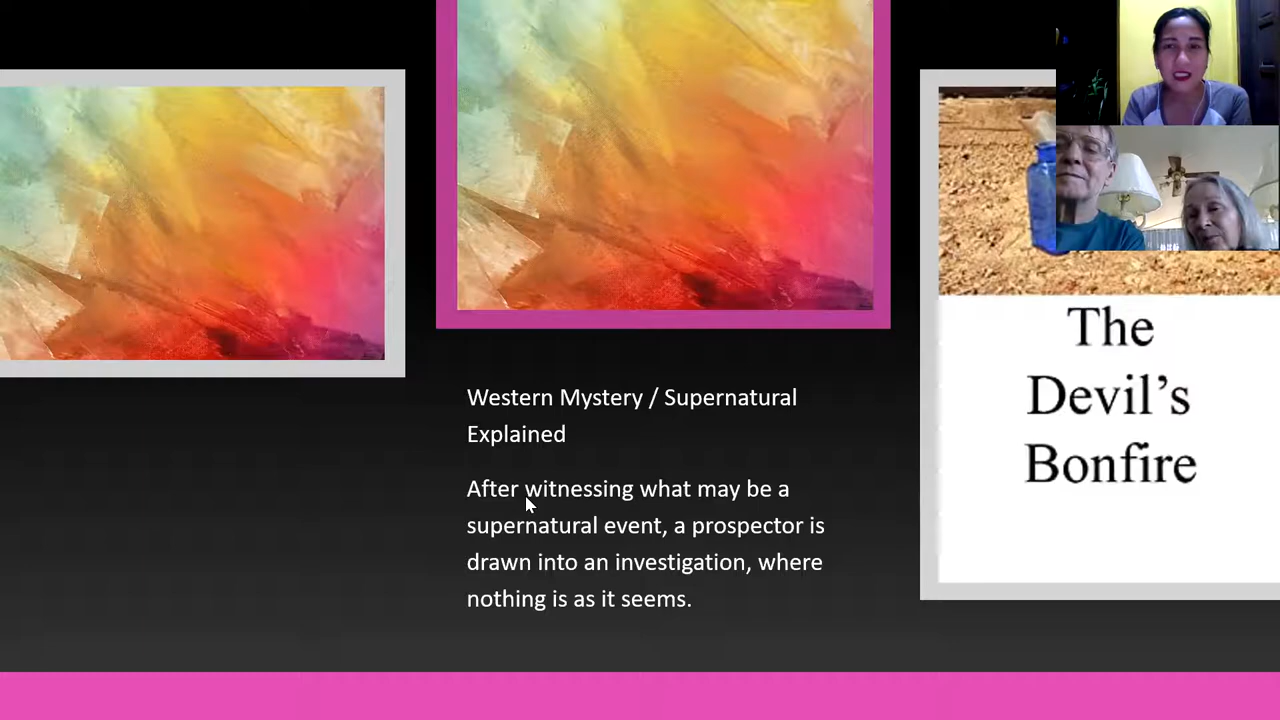 Western Mystery / Supernatural
Explained
After witnessing what may be a
supernatural event, a prospector is
drawn into an investigation, where
nothing is as it seems.
The
Devil’s
Bonfire